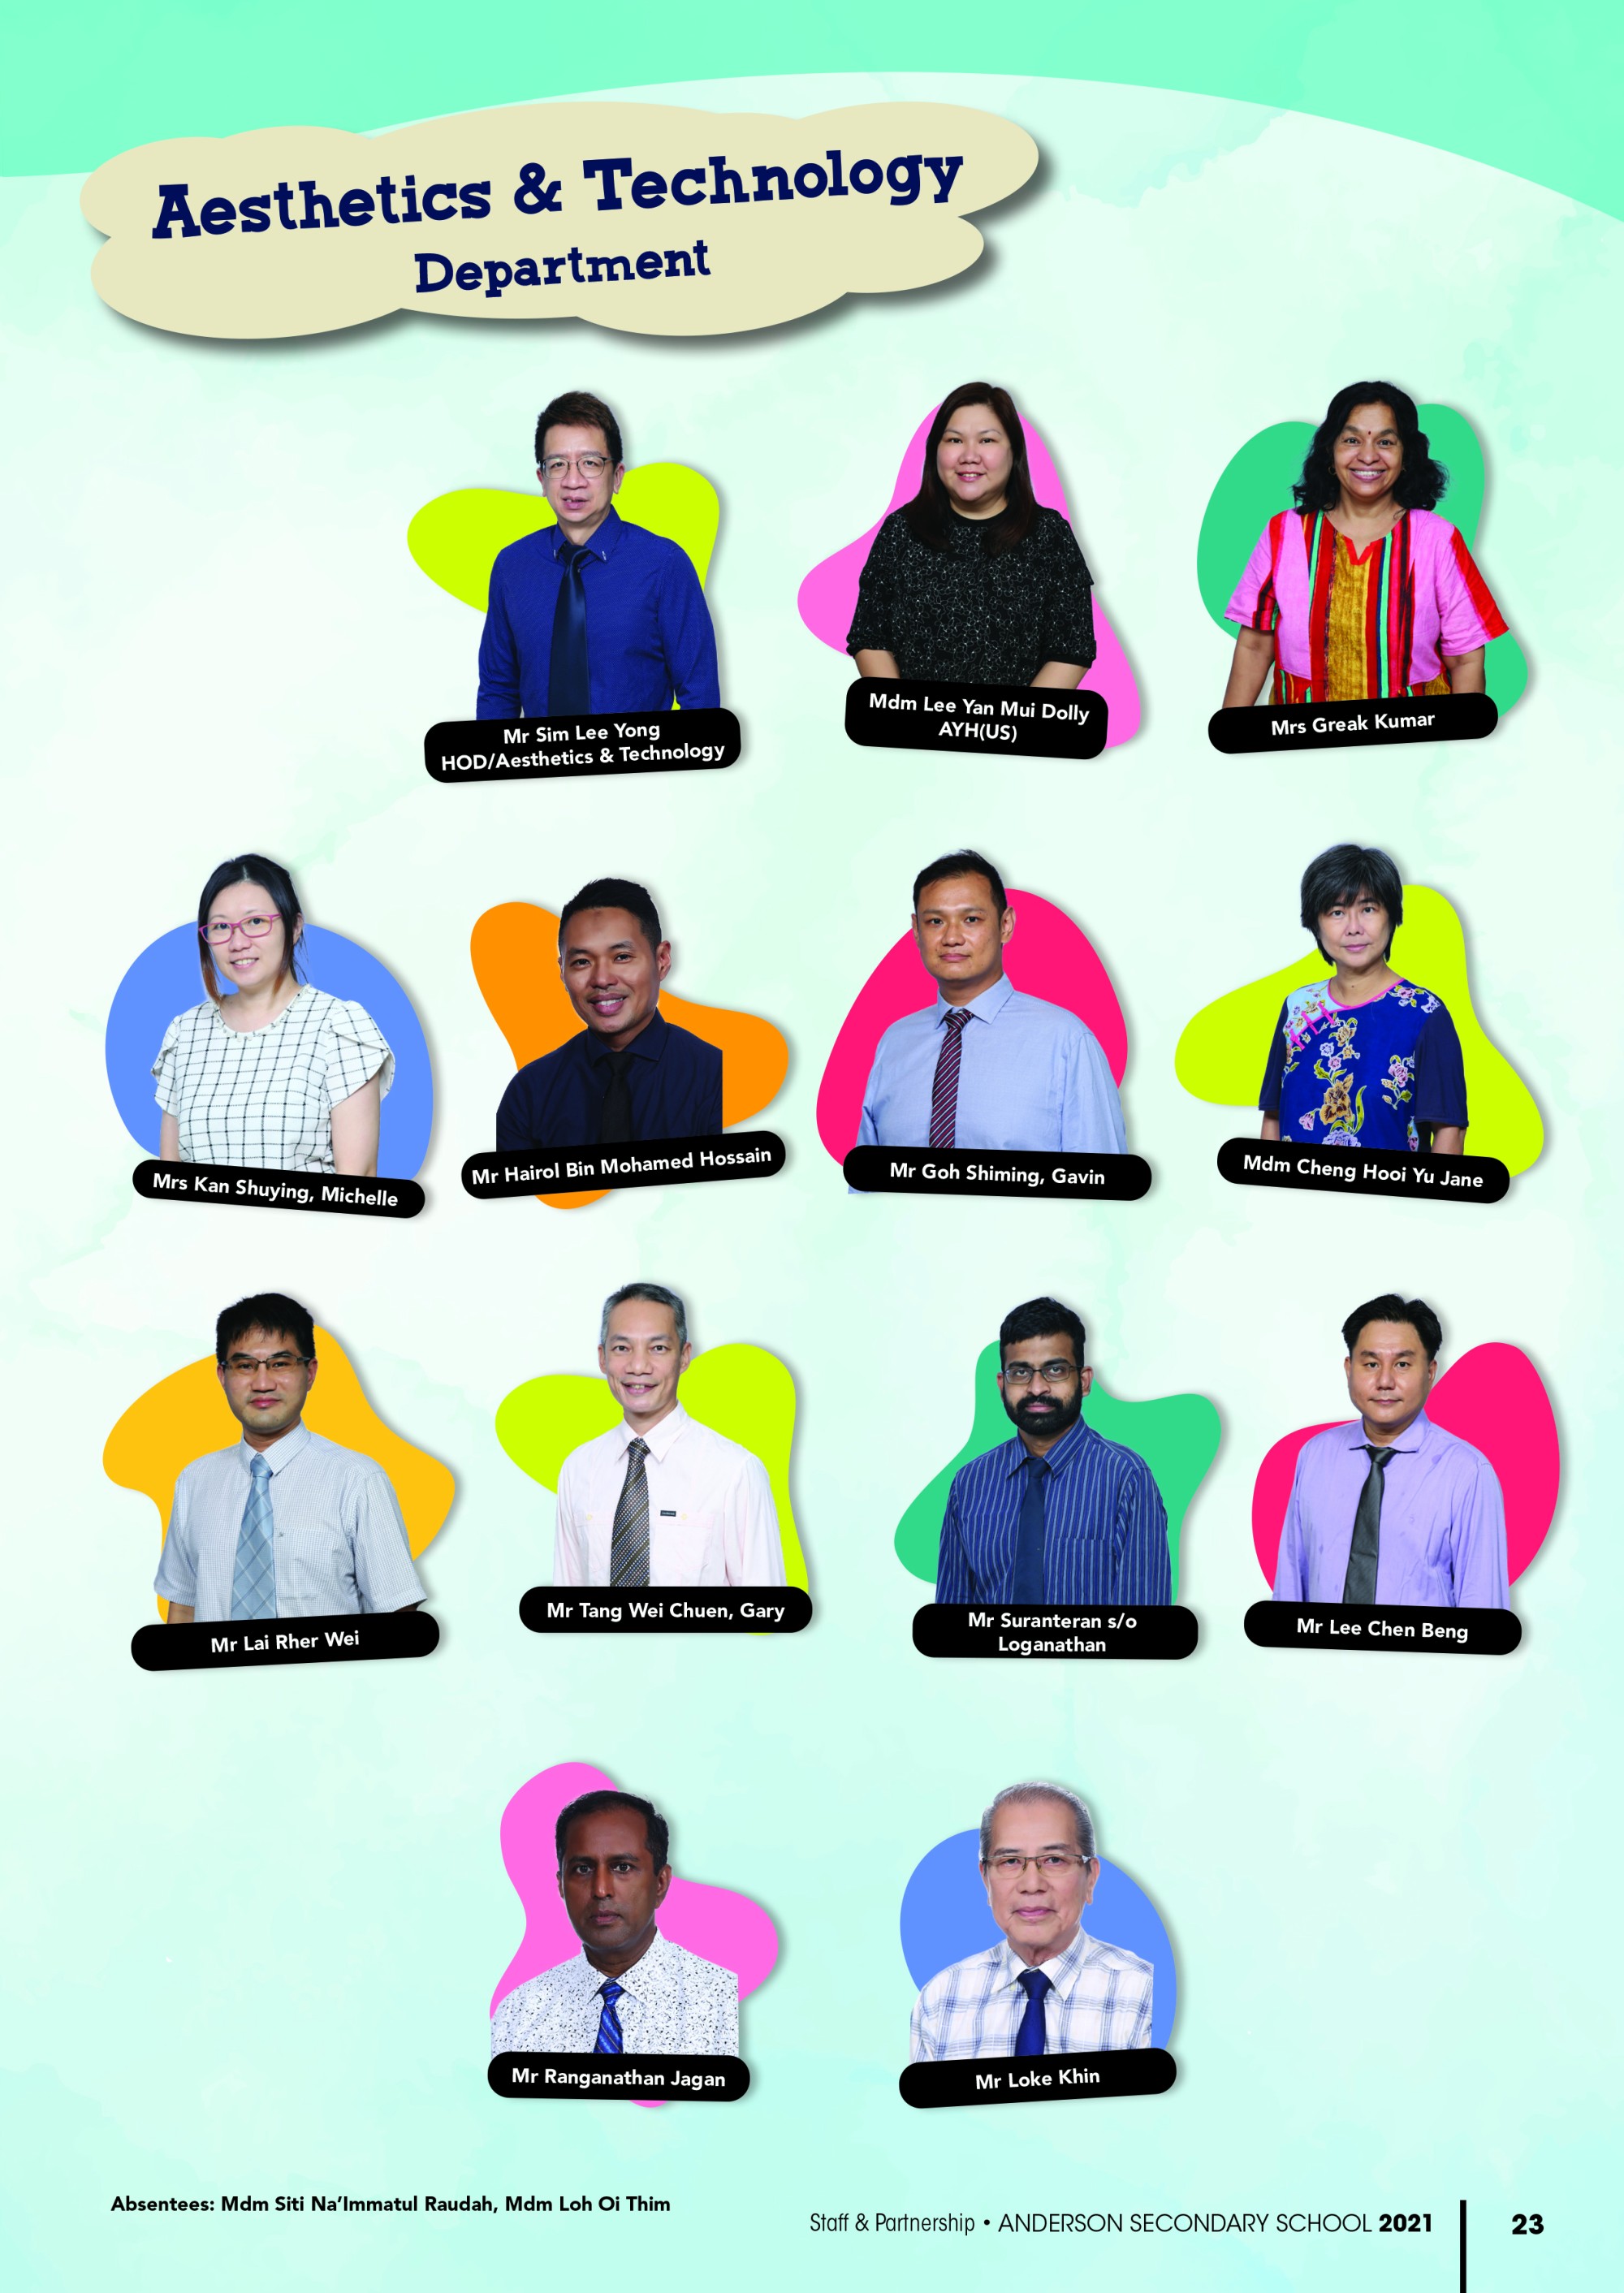 Aesthetics & Technology
Department
Mr Sim Lee Yong
HOD/Aesthetics & Technology
Mdm Lee Yan Mui Dolly
AYH(US)
Mrs Greak Kumar
Mrs Kan Shuying, Michelle
Mr Hairol Bin Mohamed Hossain
Mr Goh Shiming, Gavin
Mdm Cheng Hooi Yu Jane
Mr Lai Rher Wei
Mr Tang Wei Chuen, Gary
Mr Suranteran s/o
Loganathan
Mr Lee Chen Beng
Mr Ranganathan Jagan
Mr Loke Khin
Absentees: Mdm Siti Na’Immatul Raudah, Mdm Loh Oi Thim
Staff & Partnership • ANDERSON SECONDARY SCHOOL 2021
23